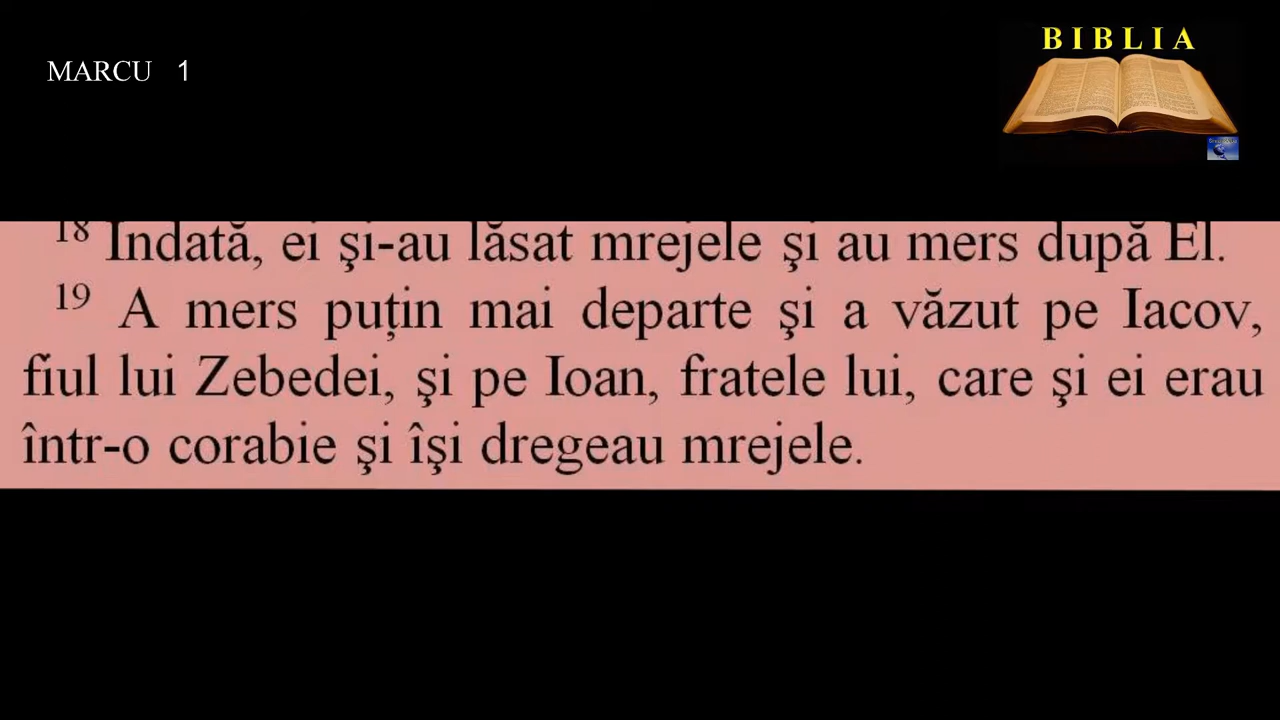 BIBLIA
MARCU 1
18 Îndată, ei şi-au lăsat mrejele şi au mers după El.
19 A mers puțin mai departe şi a văzut pe Iacov,
fiul lui Zebedei, şi pe Ioan, fratele lui, care şi ei erau
într-o corabie şi îşi dregeau mrejele.